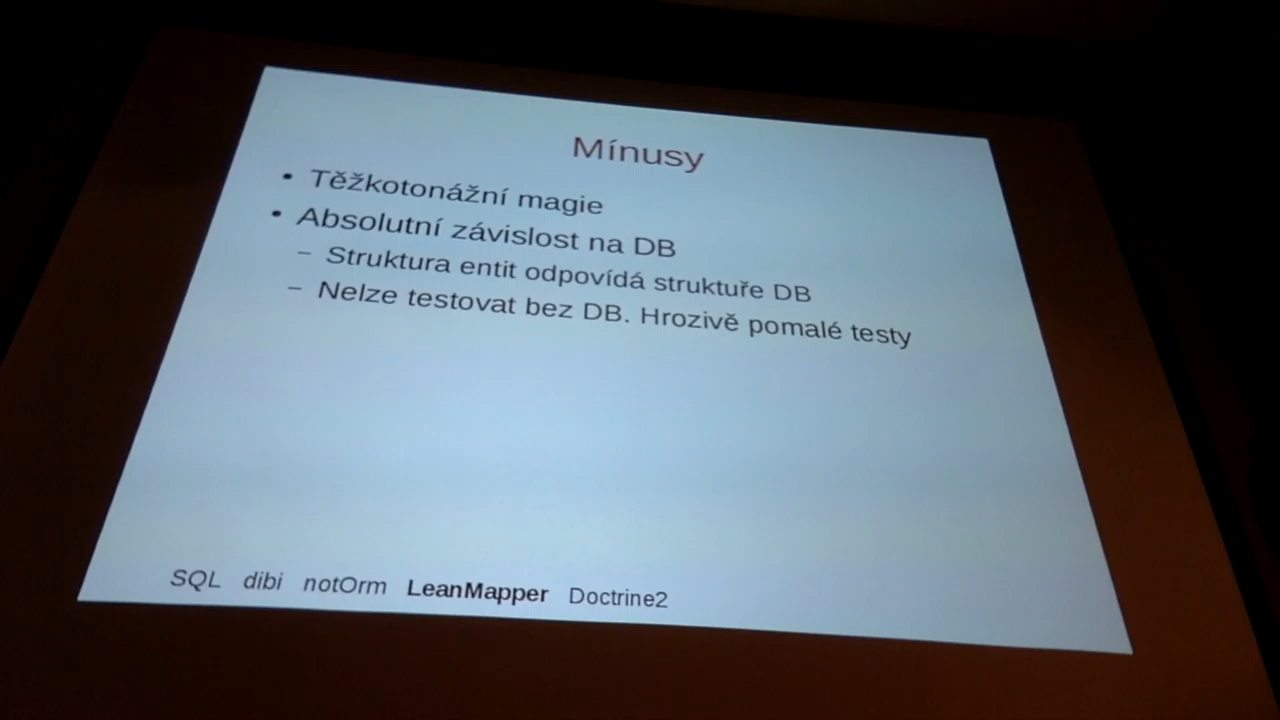 Mínusy
• Těžkotonážní magie
• Absolutní závislost na DB
– Struktura entit odpovídá struktuře DB
– Nelze testovat bez DB. Hrozivě pomalé testy
SQL dibi notOrm LeanMapper Doctrine2